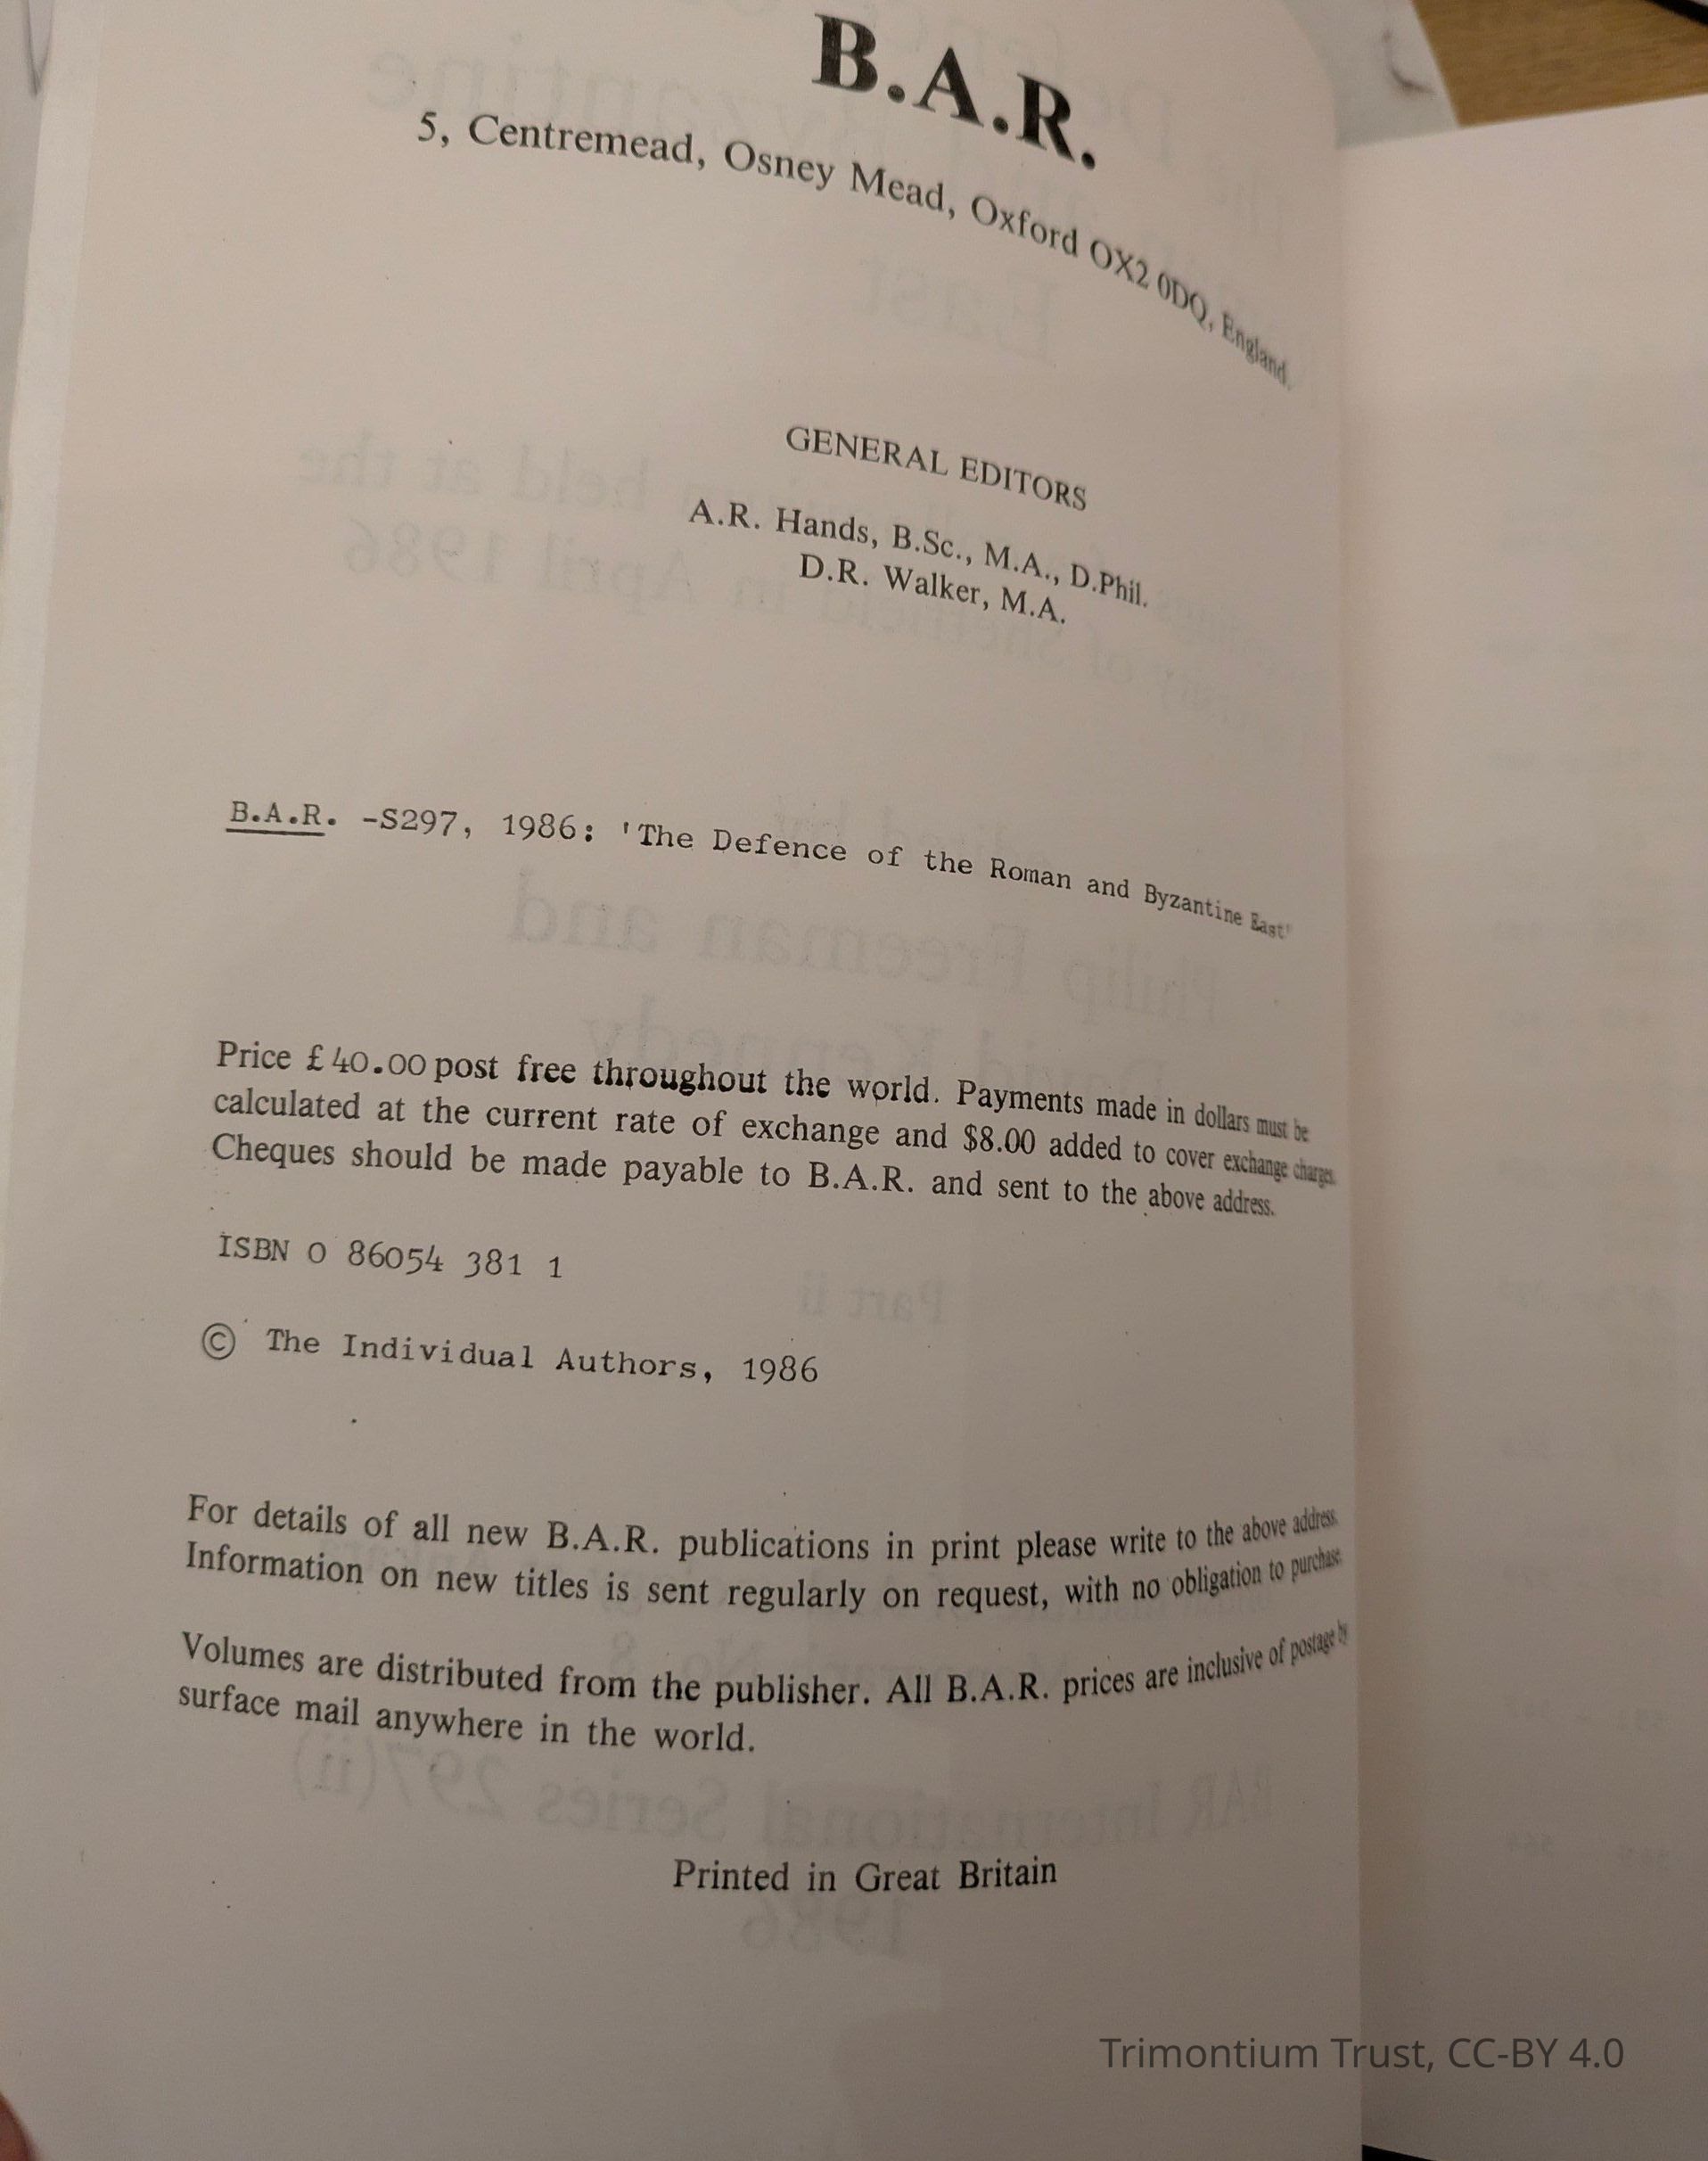 B.A.R.
5, Centremead, Osney Mead, Oxford OX2 0DQ, England.
GENERAL EDITORS
A.R. Hands, B.Sc., M.A., D.Phil.
D.R. Walker, M.A.
B.A.R. -S297, 1986: 'The Defence of the Roman and Byzantine East'
Price £40.00 post free throughout the world. Payments made in dollars must be
calculated at the current rate of exchange and $8.00 added to cover exchange charges.
Cheques should be made payable to B.A.R. and sent to the above address.
ISBN 0 86054 381 1
© The Individual Authors, 1986
For details of all new B.A.R. publications in print please write to the above address.
Information on new titles is sent regularly on request, with no obligation to purchase.
Volumes are distributed from the publisher. All B.A.R. prices are inclusive of postage by
surface mail anywhere in the world.
Printed in Great Britain
Trimontium Trust, CC-BY 4.0